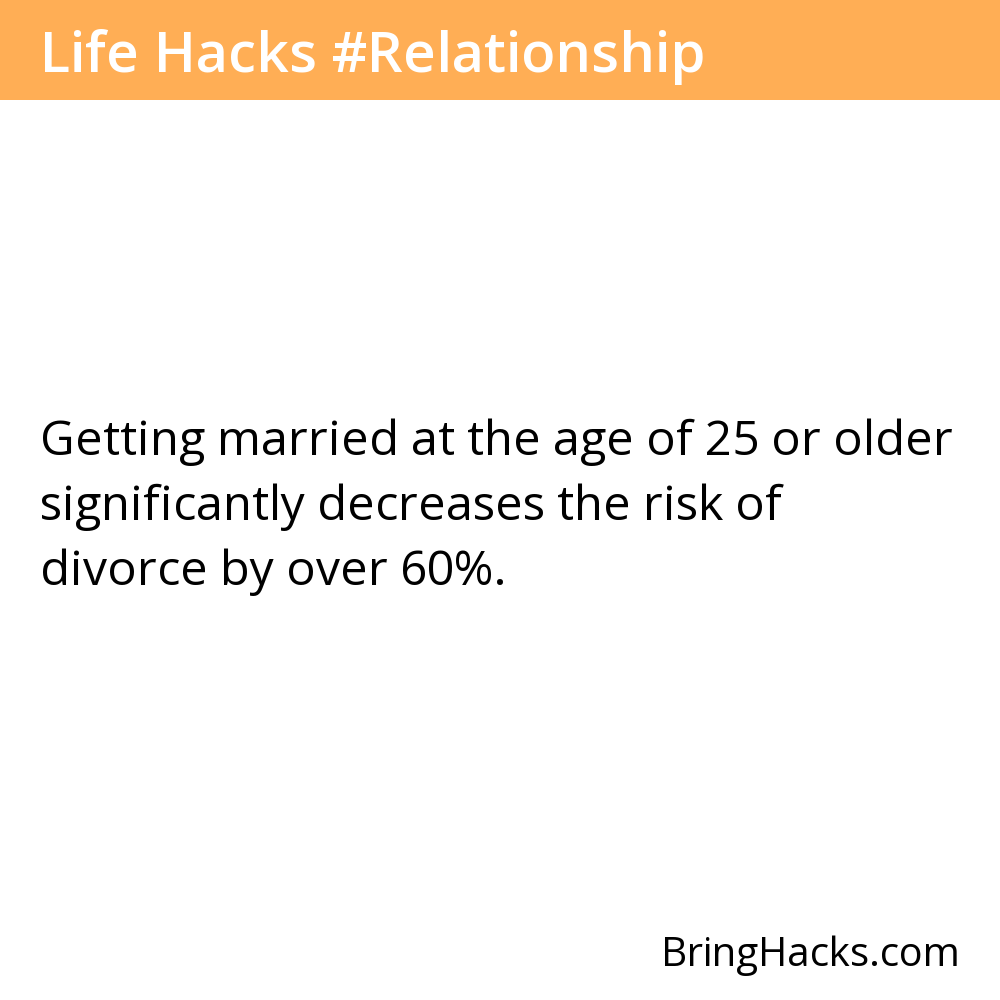 Life Hacks #Relationship
Getting married at the age of 25 or older
significantly decreases the risk of
divorce by over 60%.
BringHacks.com